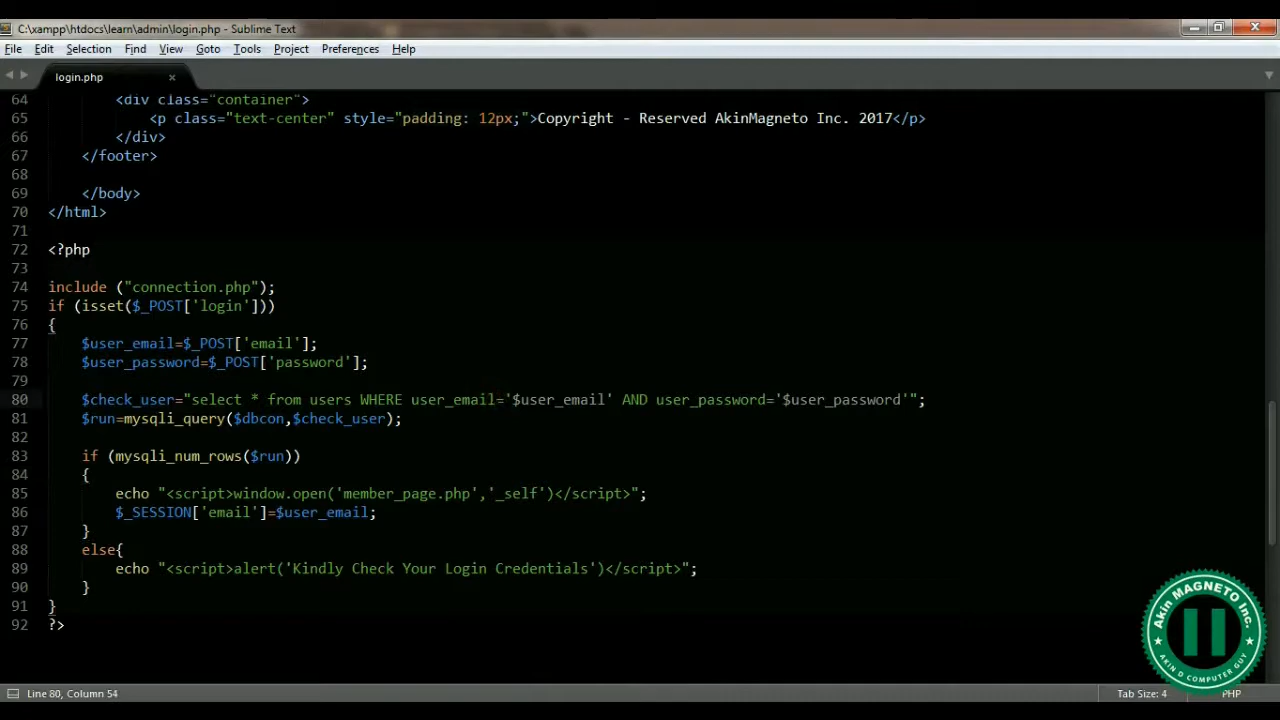 C:\xampp\htdocs\learn\admin\login.php - Sublime Text
File Edit Selection Find View Goto Tools Project Preferences Help
login.php ×
64 <div class="container">
65 <p class="text-center" style="padding: 12px;">Copyright - Reserved AkinMagneto Inc. 2017</p>
66 </div>
67 </footer>
68
69 </body>
70 </html>
71
72 <?php
73
74 include ("connection.php");
75 if (isset($_POST['login']))
76 {
77 $user_email=$_POST['email'];
78 $user_password=$_POST['password'];
79
80 $check_user="select * from users WHERE user_email='$user_email' AND user_password='$user_password'";
81 $run=mysqli_query($dbcon,$check_user);
82
83 if (mysqli_num_rows($run))
84 {
85 echo "<script>window.open('member_page.php','_self')</script>";
86 $_SESSION['email']=$user_email;
87 }
88 else{
89 echo "<script>alert('Kindly Check Your Login Credentials')</script>";
90 }
91 }
92 ?>
Akin MAGNETO Inc.
AKIN D COMPUTER GUY
Line 80, Column 54
Tab Size: 4
PHP